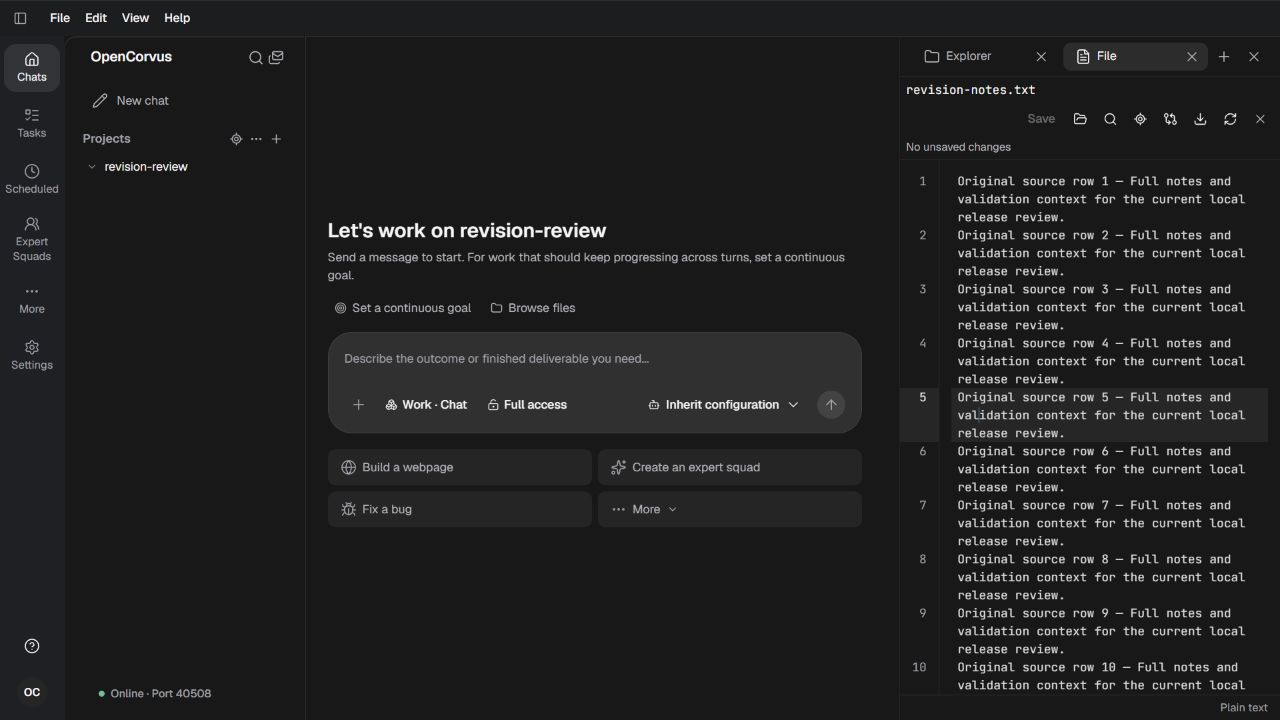 File Edit View Help
Chats
Tasks
Scheduled
Expert
Squads
More
Settings
OC
OpenCorvus
New chat
Projects
revision-review
Online · Port 40508
Let's work on revision-review
Send a message to start. For work that should keep progressing across turns, set a continuous
goal.
Set a continuous goal Browse files
Describe the outcome or finished deliverable you need...
Work · Chat Full access Inherit configuration
Build a webpage Create an expert squad
Fix a bug More
Explorer File
revision-notes.txt
Save
No unsaved changes
1 Original source row 1 — Full notes and
validation context for the current local
release review.
2 Original source row 2 — Full notes and
validation context for the current local
release review.
3 Original source row 3 — Full notes and
validation context for the current local
release review.
4 Original source row 4 — Full notes and
validation context for the current local
release review.
5 Original source row 5 — Full notes and
validation context for the current local
release review.
6 Original source row 6 — Full notes and
validation context for the current local
release review.
7 Original source row 7 — Full notes and
validation context for the current local
release review.
8 Original source row 8 — Full notes and
validation context for the current local
release review.
9 Original source row 9 — Full notes and
validation context for the current local
release review.
10 Original source row 10 — Full notes and
validation context for the current local
Plain text